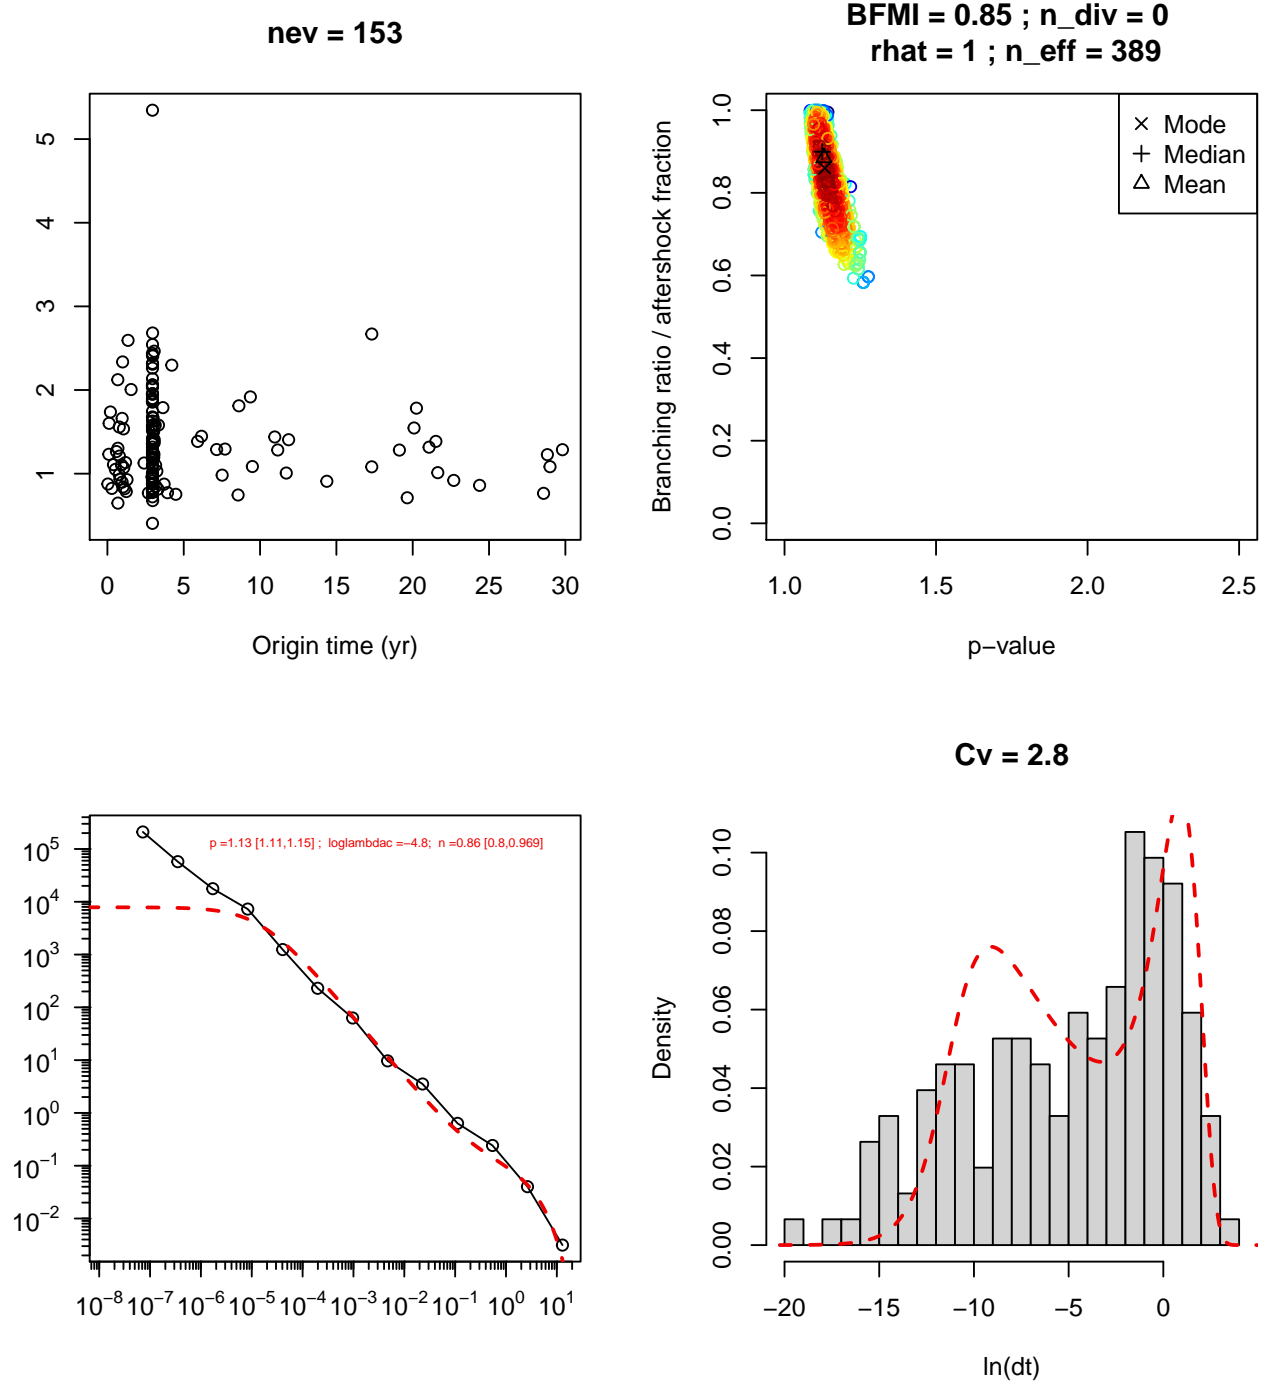 nev = 153
5
4
3
2
1
0 5 10 15 20 25 30
Origin time (yr)
BFMI = 0.85 ; n_div = 0
rhat = 1 ; n_eff = 389
Branching ratio / aftershock fraction
1.0
0.8
0.6
0.4
0.2
0.0
× Mode
+ Median
△ Mean
1.0 1.5 2.0 2.5
p−value
p =1.13 [1.11,1.15] ; loglambdac =−4.8; n =0.86 [0.8,0.969]
10^5
10^4
10^3
10^2
10^1
10^0
10^−1
10^−2
10^−8 10^−7 10^−6 10^−5 10^−4 10^−3 10^−2 10^−1 10^0 10^1
Cv = 2.8
Density
0.10
0.08
0.06
0.04
0.02
0.00
−20 −15 −10 −5 0
ln(dt)